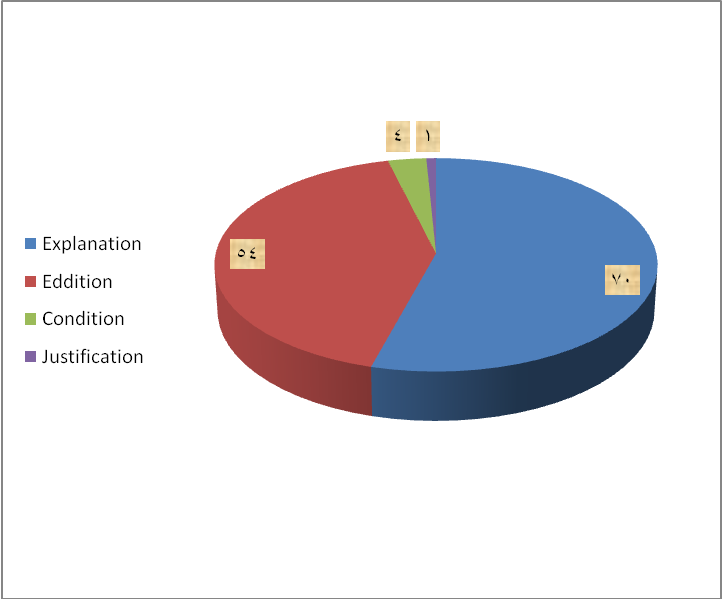 ٤
١
Explanation
٥٤
Eddition
٧٠
Condition
Justification